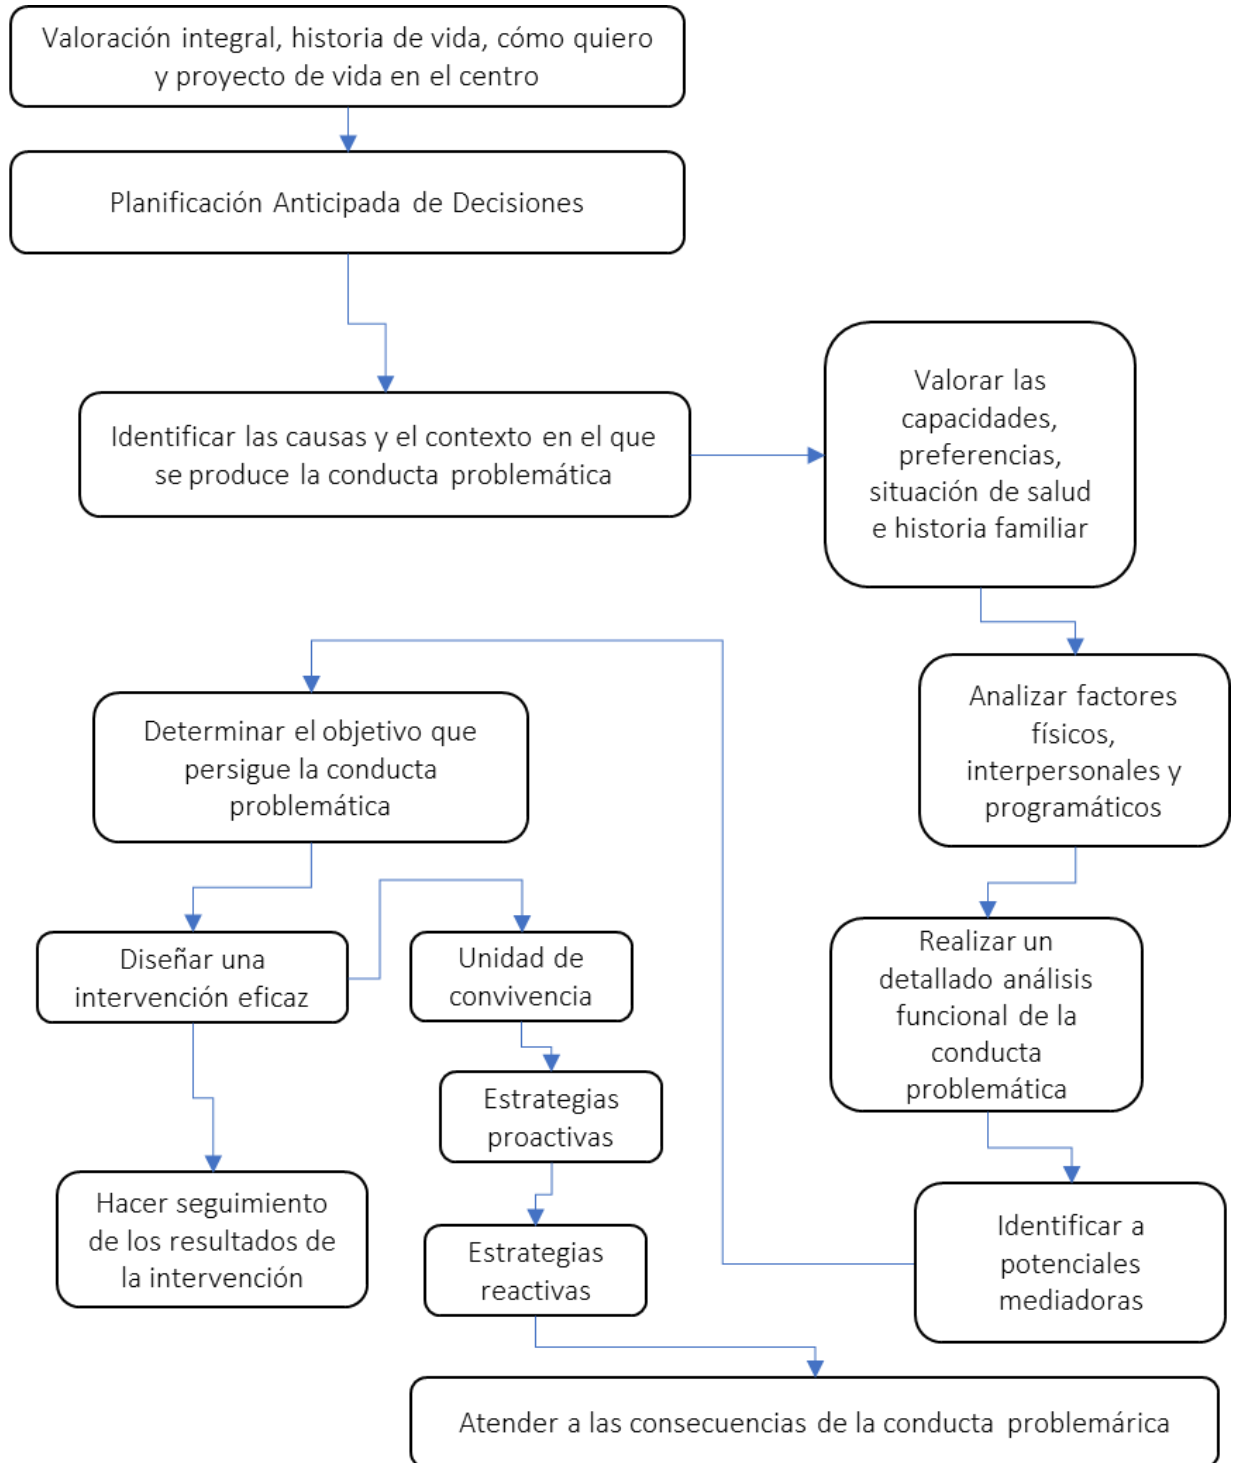 Valoración integral, historia de vida, cómo quiero
y proyecto de vida en el centro
Planificación Anticipada de Decisiones
Identificar las causas y el contexto en el que
se produce la conducta problemática
Valorar las
capacidades,
preferencias,
situación de salud
e historia familiar
Analizar factores
físicos,
interpersonales y
programáticos
Realizar un
detallado análisis
funcional de la
conducta
problemática
Identificar a
potenciales
mediadoras
Determinar el objetivo que
persigue la conducta
problemática
Diseñar una
intervención eficaz
Hacer seguimiento
de los resultados de
la intervención
Unidad de
convivencia
Estrategias
proactivas
Estrategias
reactivas
Atender a las consecuencias de la conducta problemárica